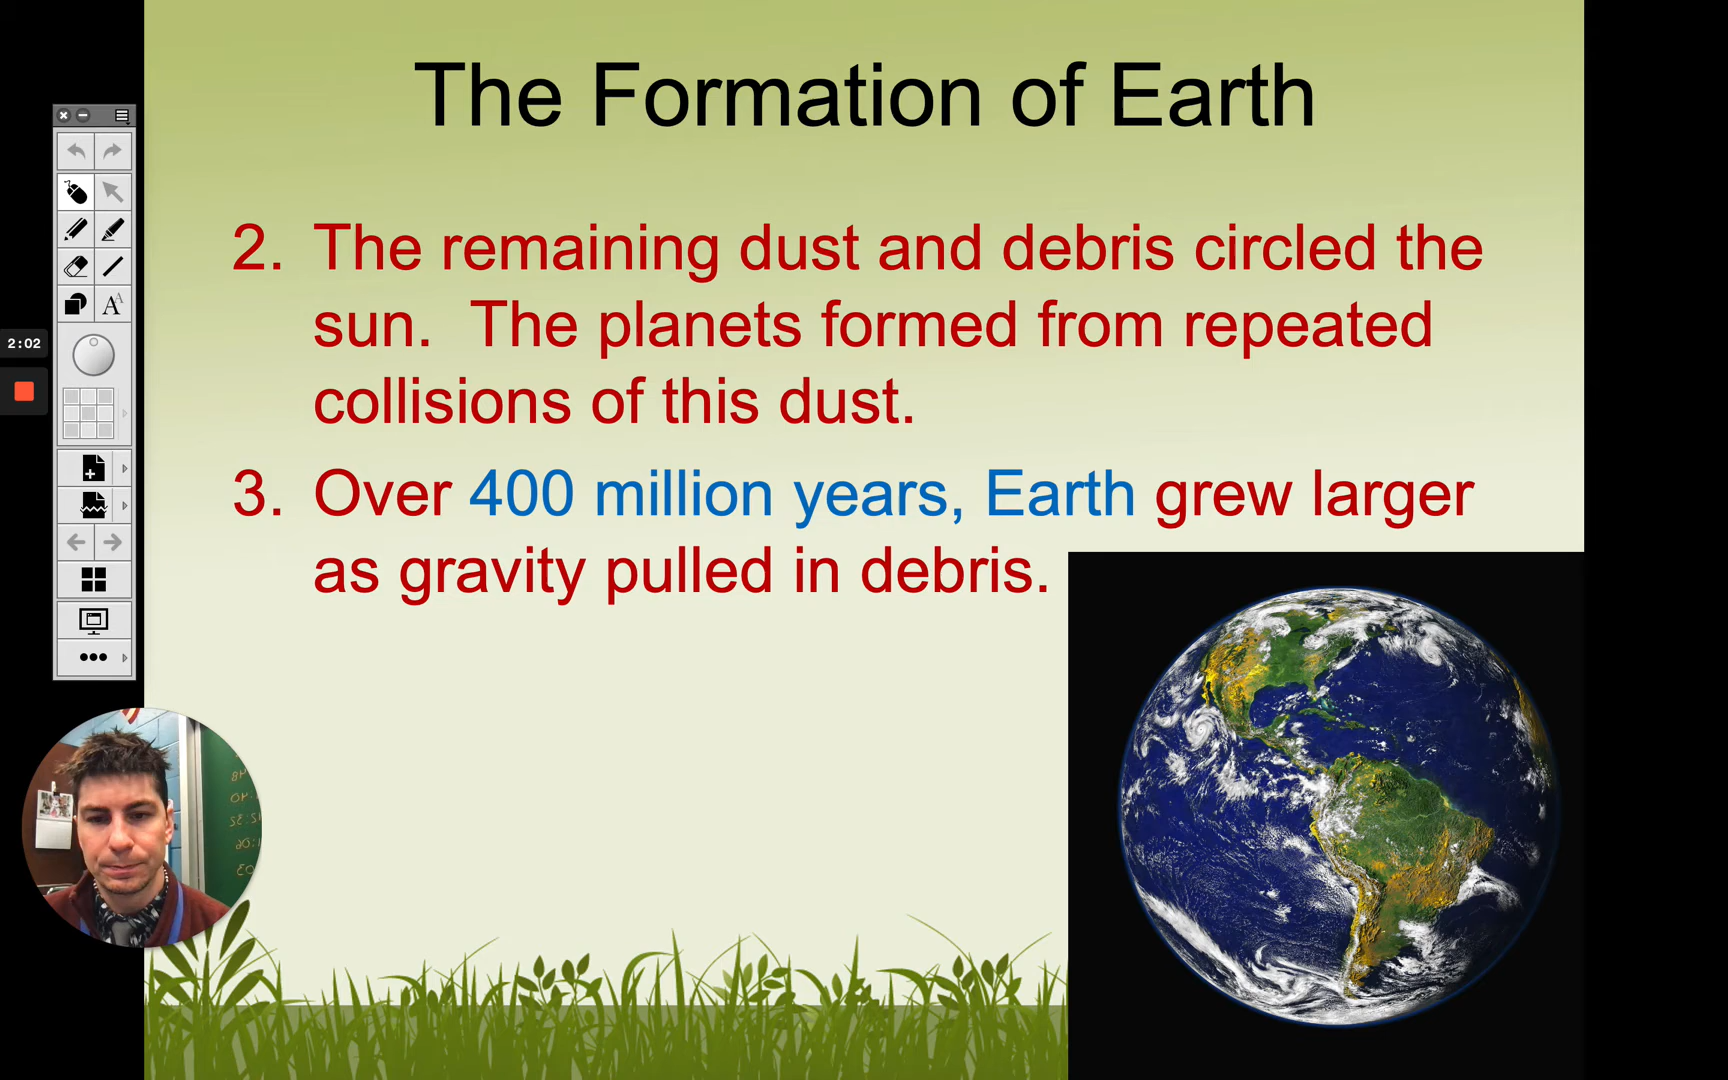 The Formation of Earth
2. The remaining dust and debris circled the
sun. The planets formed from repeated
collisions of this dust.
3. Over 400 million years, Earth grew larger
as gravity pulled in debris.
2:02
A A